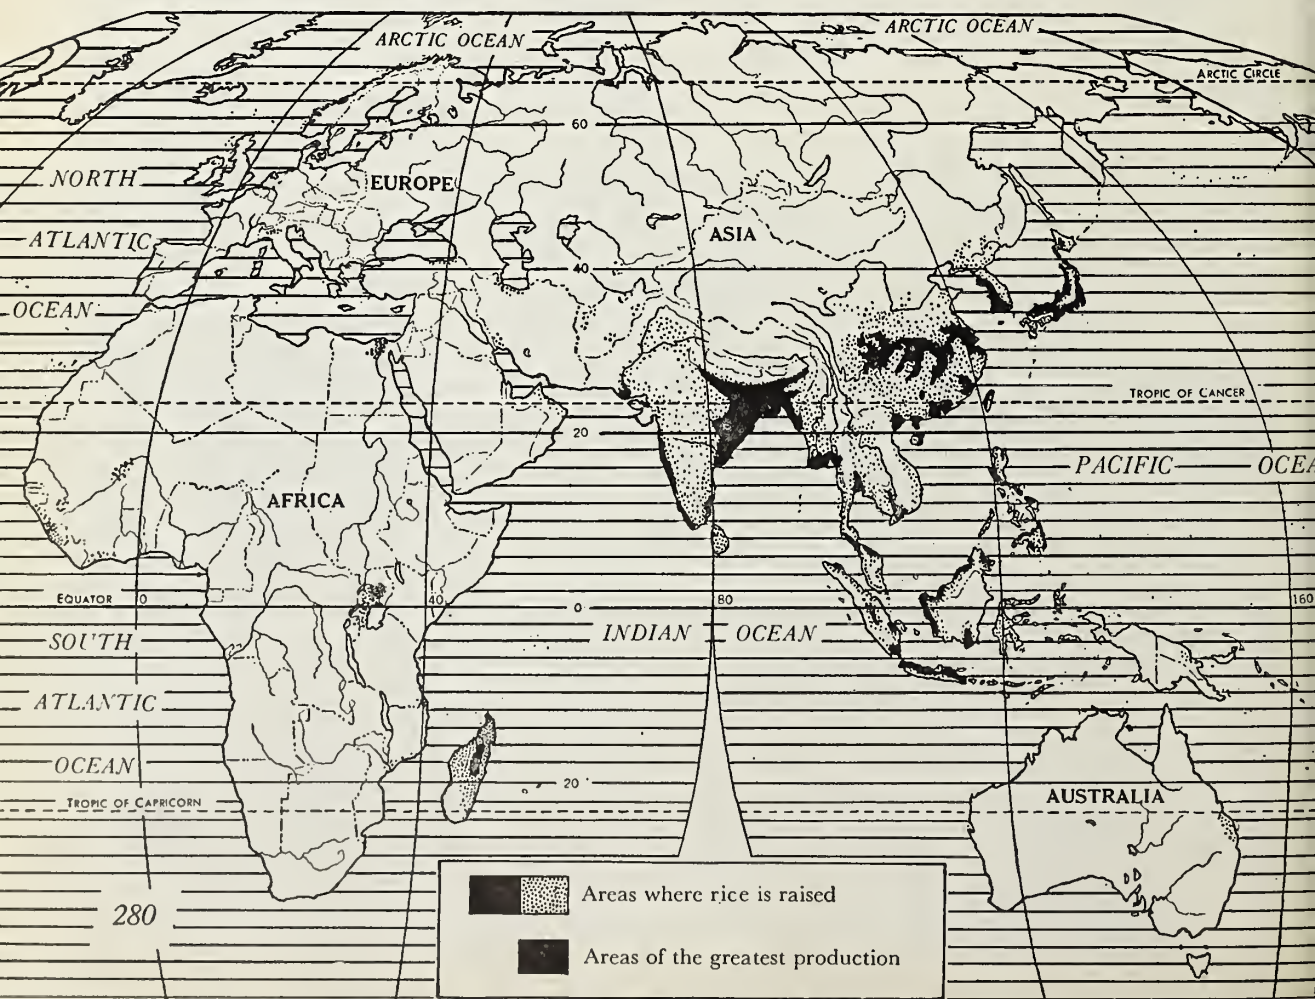 ARCTIC OCEAN
ARCTIC OCEAN
ARCTIC CIRCLE
60
NORTH
EUROPE
ATLANTIC
ASIA
40
OCEAN
TROPIC OF CANCER
20
PACIFIC OCEA
AFRICA
EQUATOR 0 40 0 80 160
SOUTH
INDIAN OCEAN
ATLANTIC
OCEAN
20
TROPIC OF CAPRICORN
AUSTRALIA
280
Areas where rice is raised
Areas of the greatest production